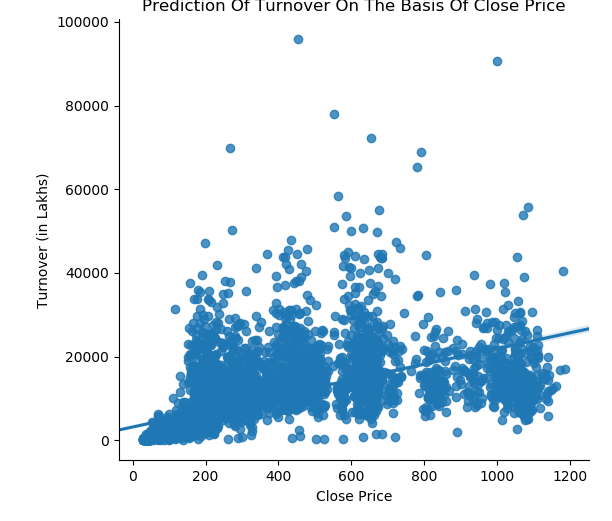 Prediction Of Turnover On The Basis Of Close Price
100000
80000
60000
40000
20000
0
Turnover (in Lakhs)
0 200 400 600 800 1000 1200
Close Price